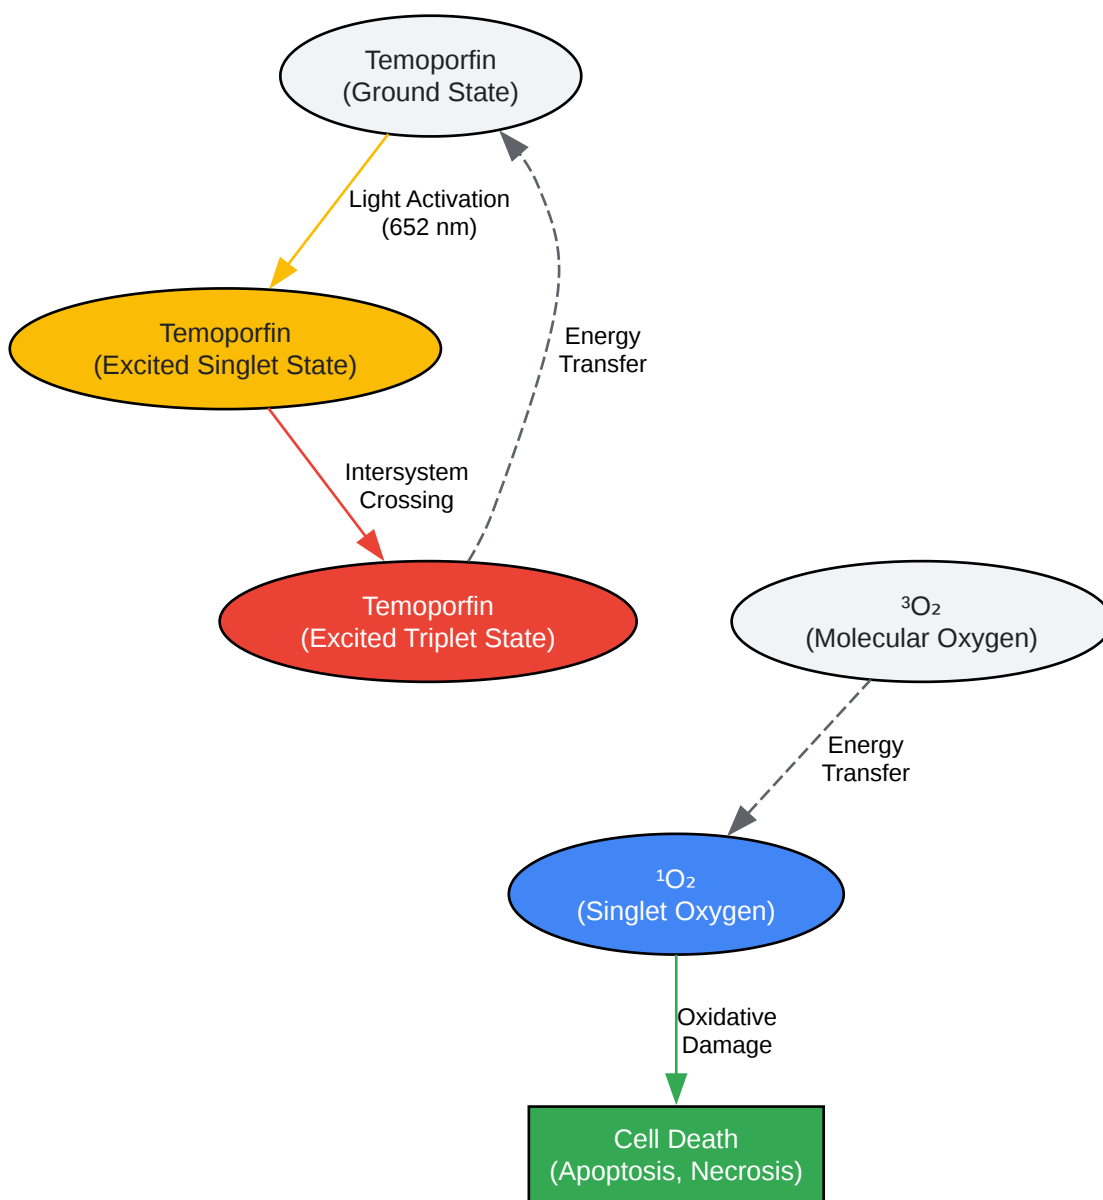 Temoporfin
(Ground State)
Light Activation
(652 nm)
Temoporfin
(Excited Singlet State)
Energy
Transfer
Intersystem
Crossing
Temoporfin
(Excited Triplet State)
³O₂
(Molecular Oxygen)
Energy
Transfer
¹O₂
(Singlet Oxygen)
Oxidative
Damage
Cell Death
(Apoptosis, Necrosis)